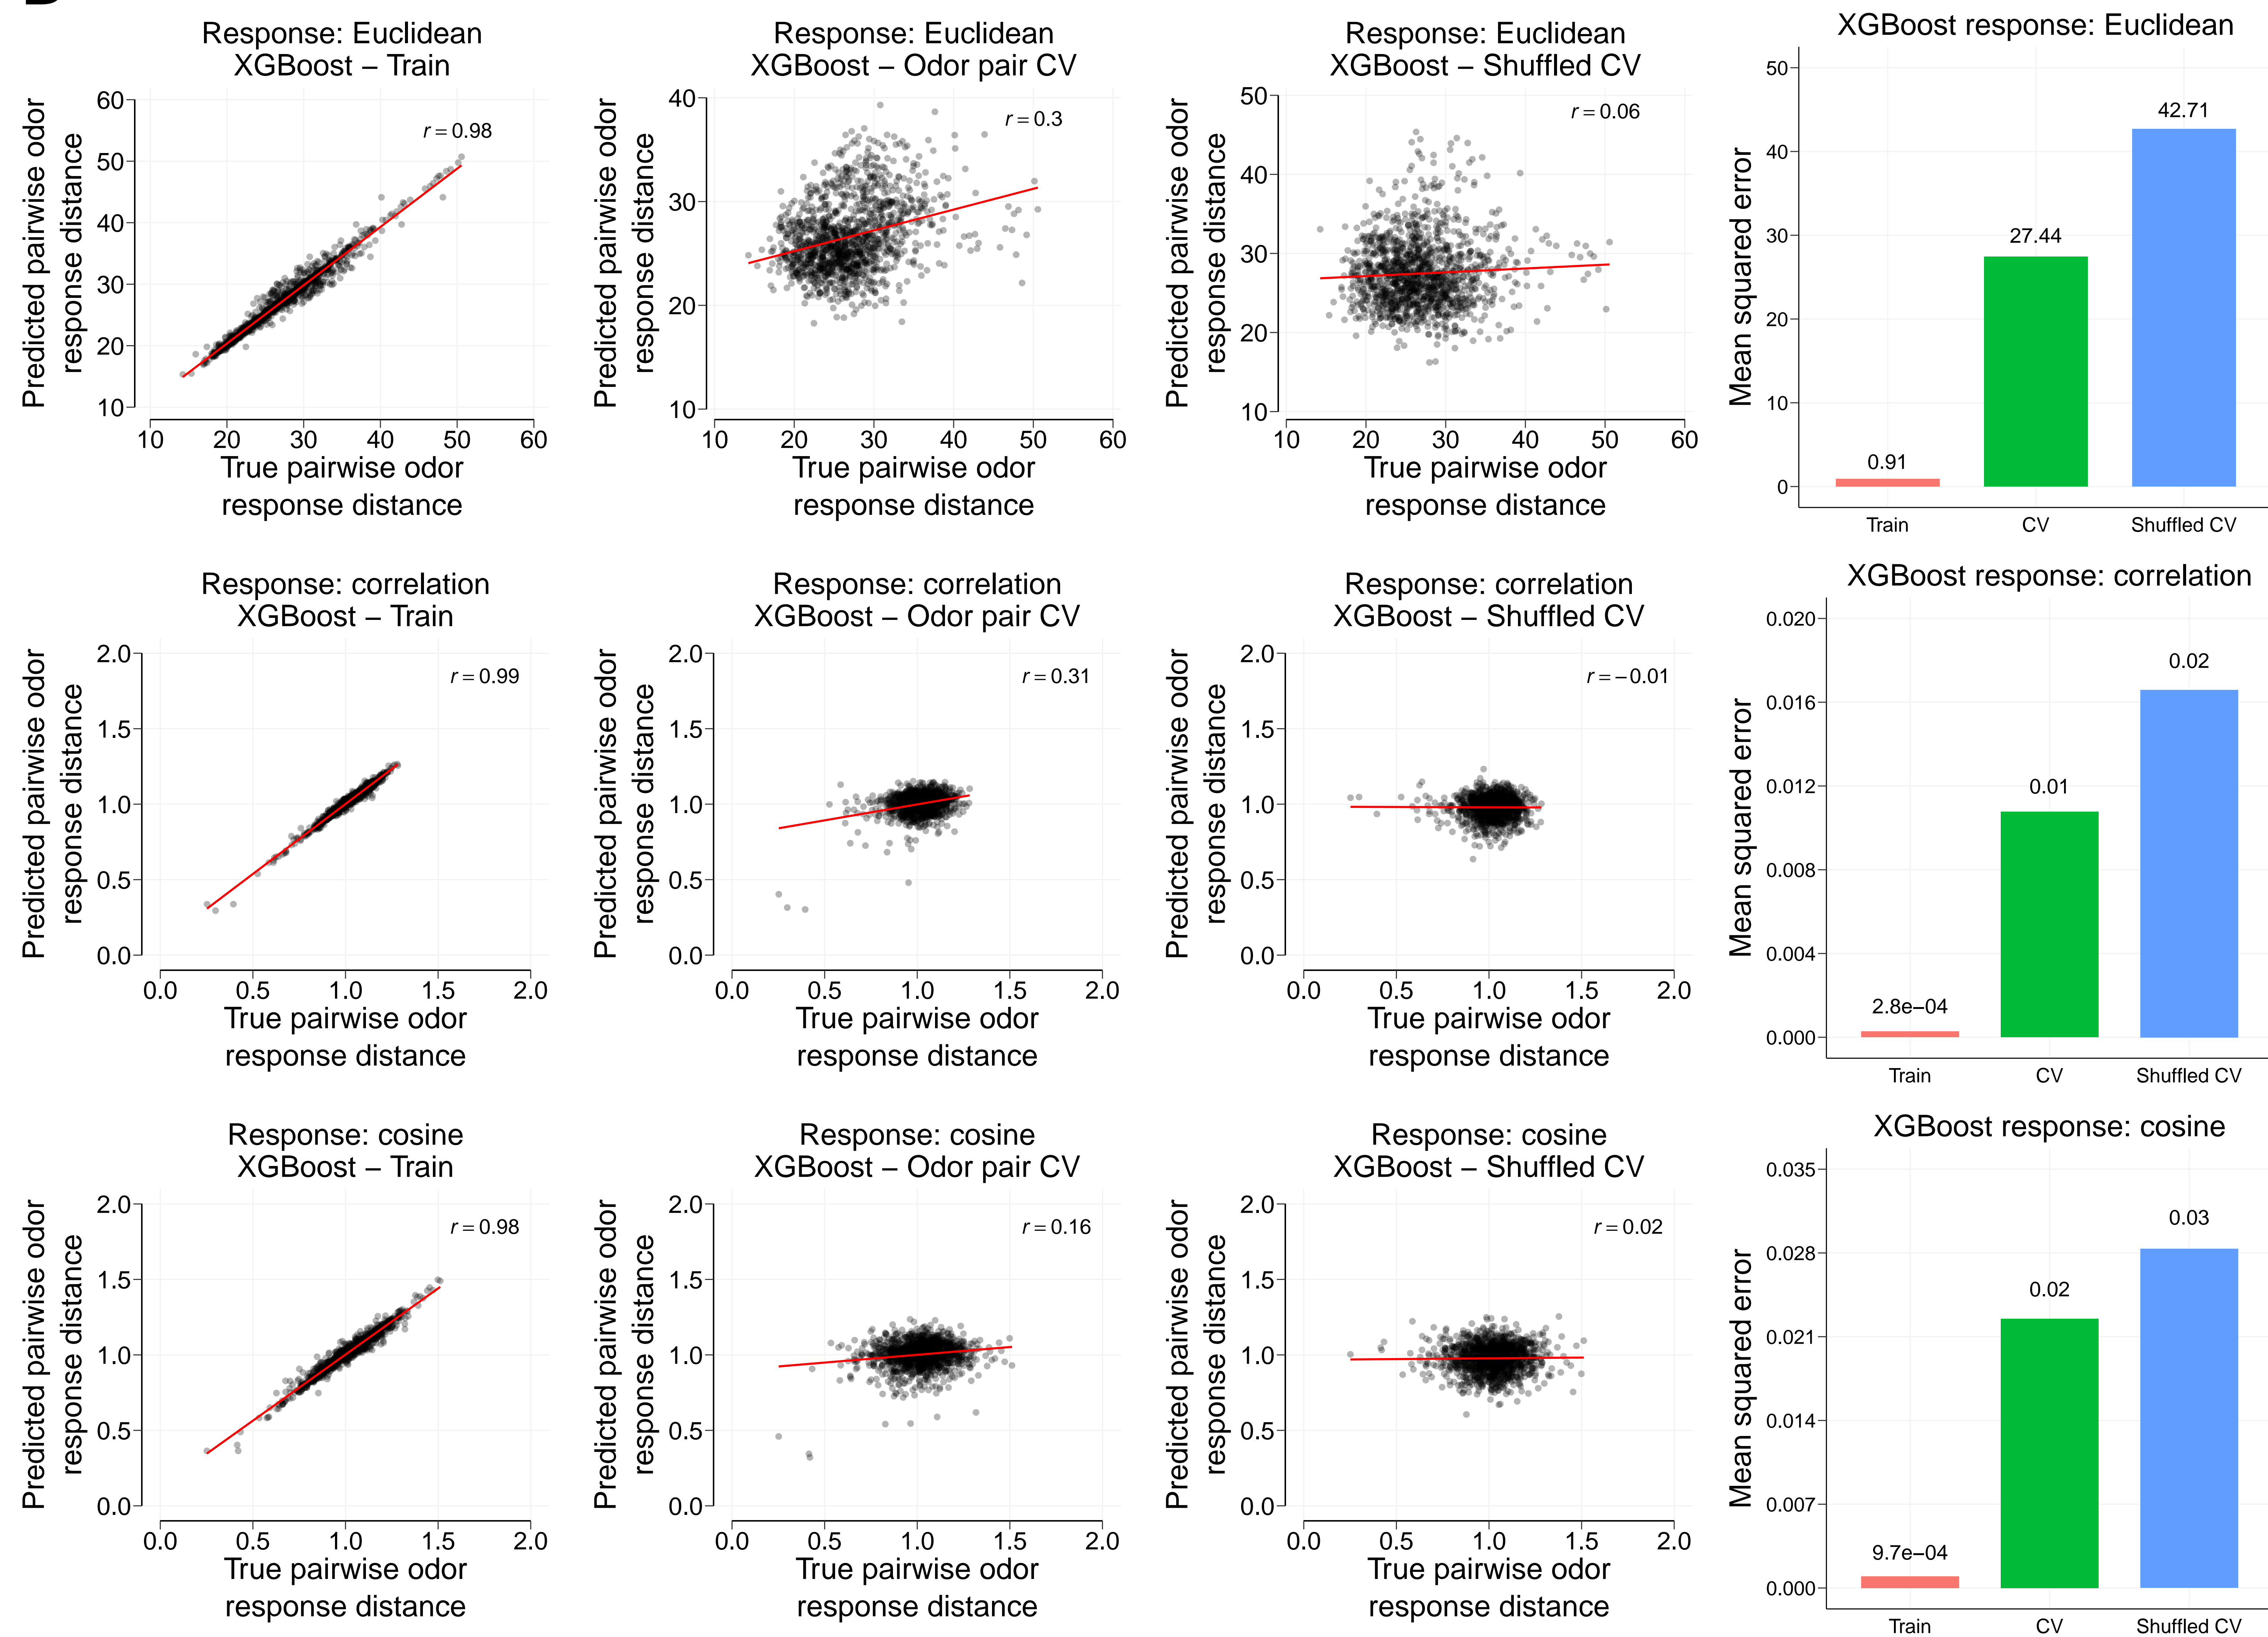 Response: Euclidean
XGBoost – Train
Predicted pairwise odor
response distance
60
50
40
30
20
10
r = 0.98
10 20 30 40 50 60
True pairwise odor
response distance
Response: Euclidean
XGBoost – Odor pair CV
Predicted pairwise odor
response distance
40
30
20
10
r = 0.3
10 20 30 40 50 60
True pairwise odor
response distance
Response: Euclidean
XGBoost – Shuffled CV
Predicted pairwise odor
response distance
50
40
30
20
10
r = 0.06
10 20 30 40 50 60
True pairwise odor
response distance
XGBoost response: Euclidean
Mean squared error
50
40
30
20
10
0
0.91
27.44
42.71
Train CV Shuffled CV
Response: correlation
XGBoost – Train
Predicted pairwise odor
response distance
2.0
1.5
1.0
0.5
0.0
r = 0.99
0.0 0.5 1.0 1.5 2.0
True pairwise odor
response distance
Response: correlation
XGBoost – Odor pair CV
Predicted pairwise odor
response distance
2.0
1.5
1.0
0.5
0.0
r = 0.31
0.0 0.5 1.0 1.5 2.0
True pairwise odor
response distance
Response: correlation
XGBoost – Shuffled CV
Predicted pairwise odor
response distance
2.0
1.5
1.0
0.5
0.0
r = −0.01
0.0 0.5 1.0 1.5 2.0
True pairwise odor
response distance
XGBoost response: correlation
Mean squared error
0.020
0.016
0.012
0.008
0.004
0.000
2.8e−04
0.01
0.02
Train CV Shuffled CV
Response: cosine
XGBoost – Train
Predicted pairwise odor
response distance
2.0
1.5
1.0
0.5
0.0
r = 0.98
0.0 0.5 1.0 1.5 2.0
True pairwise odor
response distance
Response: cosine
XGBoost – Odor pair CV
Predicted pairwise odor
response distance
2.0
1.5
1.0
0.5
0.0
r = 0.16
0.0 0.5 1.0 1.5 2.0
True pairwise odor
response distance
Response: cosine
XGBoost – Shuffled CV
Predicted pairwise odor
response distance
2.0
1.5
1.0
0.5
0.0
r = 0.02
0.0 0.5 1.0 1.5 2.0
True pairwise odor
response distance
XGBoost response: cosine
Mean squared error
0.035
0.028
0.021
0.014
0.007
0.000
9.7e−04
0.02
0.03
Train CV Shuffled CV